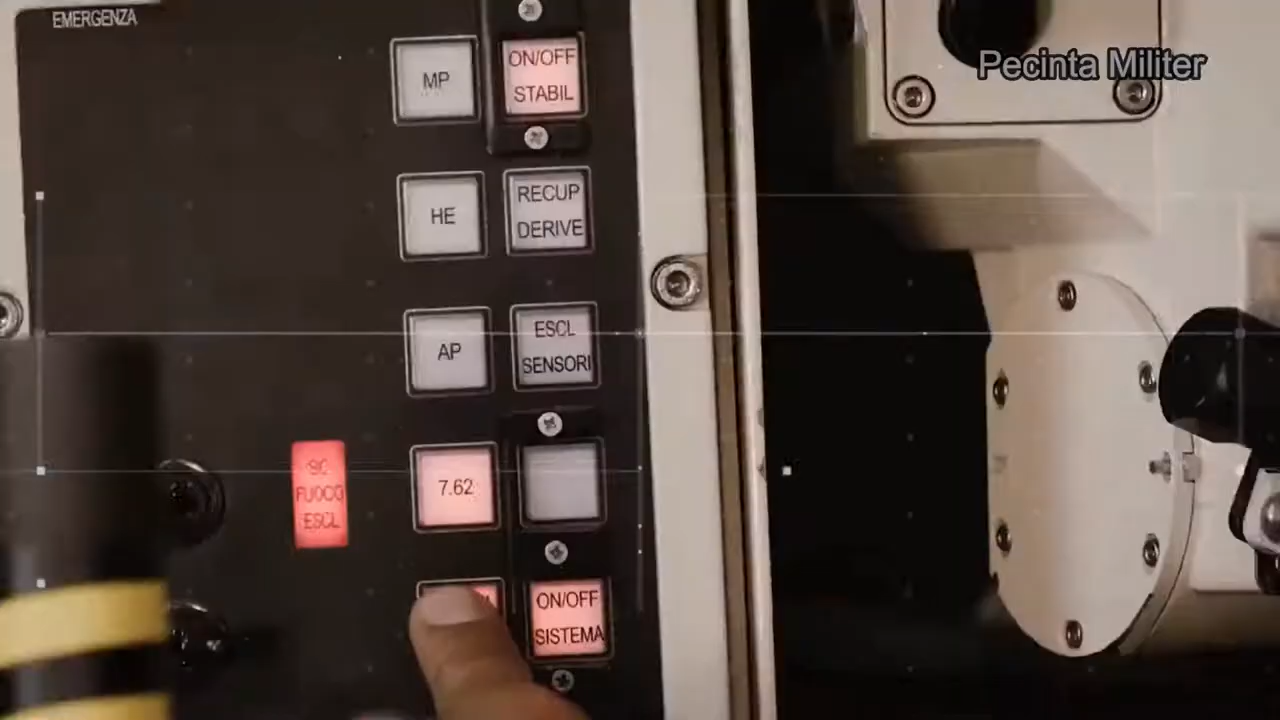 EMERGENZA
Pecinta Militer
MP
ON/OFF
STABIL
HE
RECUP
DERIVE
AP
ESCL
SENSORI
SC
FUOCO
ESCL
7.62
ON/OFF
SISTEMA